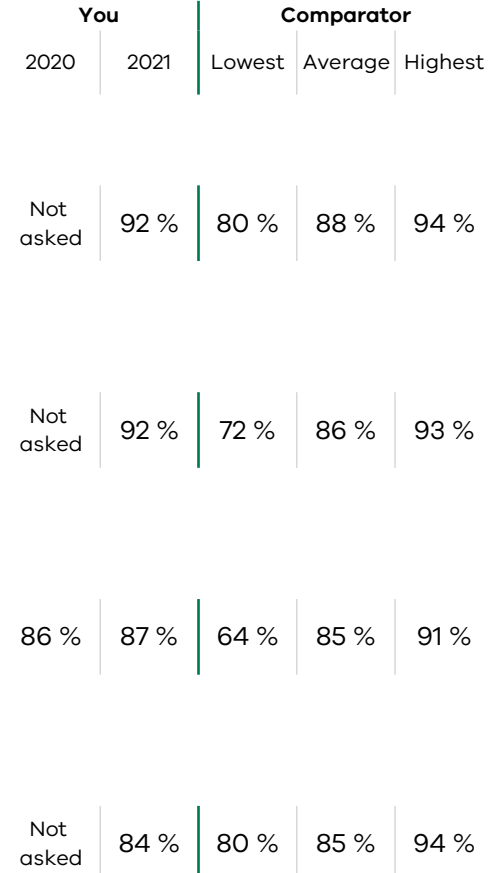 You Comparator
2020 2021 Lowest Average Highest
Not asked 92 % 80 % 88 % 94 %
Not asked 92 % 72 % 86 % 93 %
86 % 87 % 64 % 85 % 91 %
Not asked 84 % 80 % 85 % 94 %